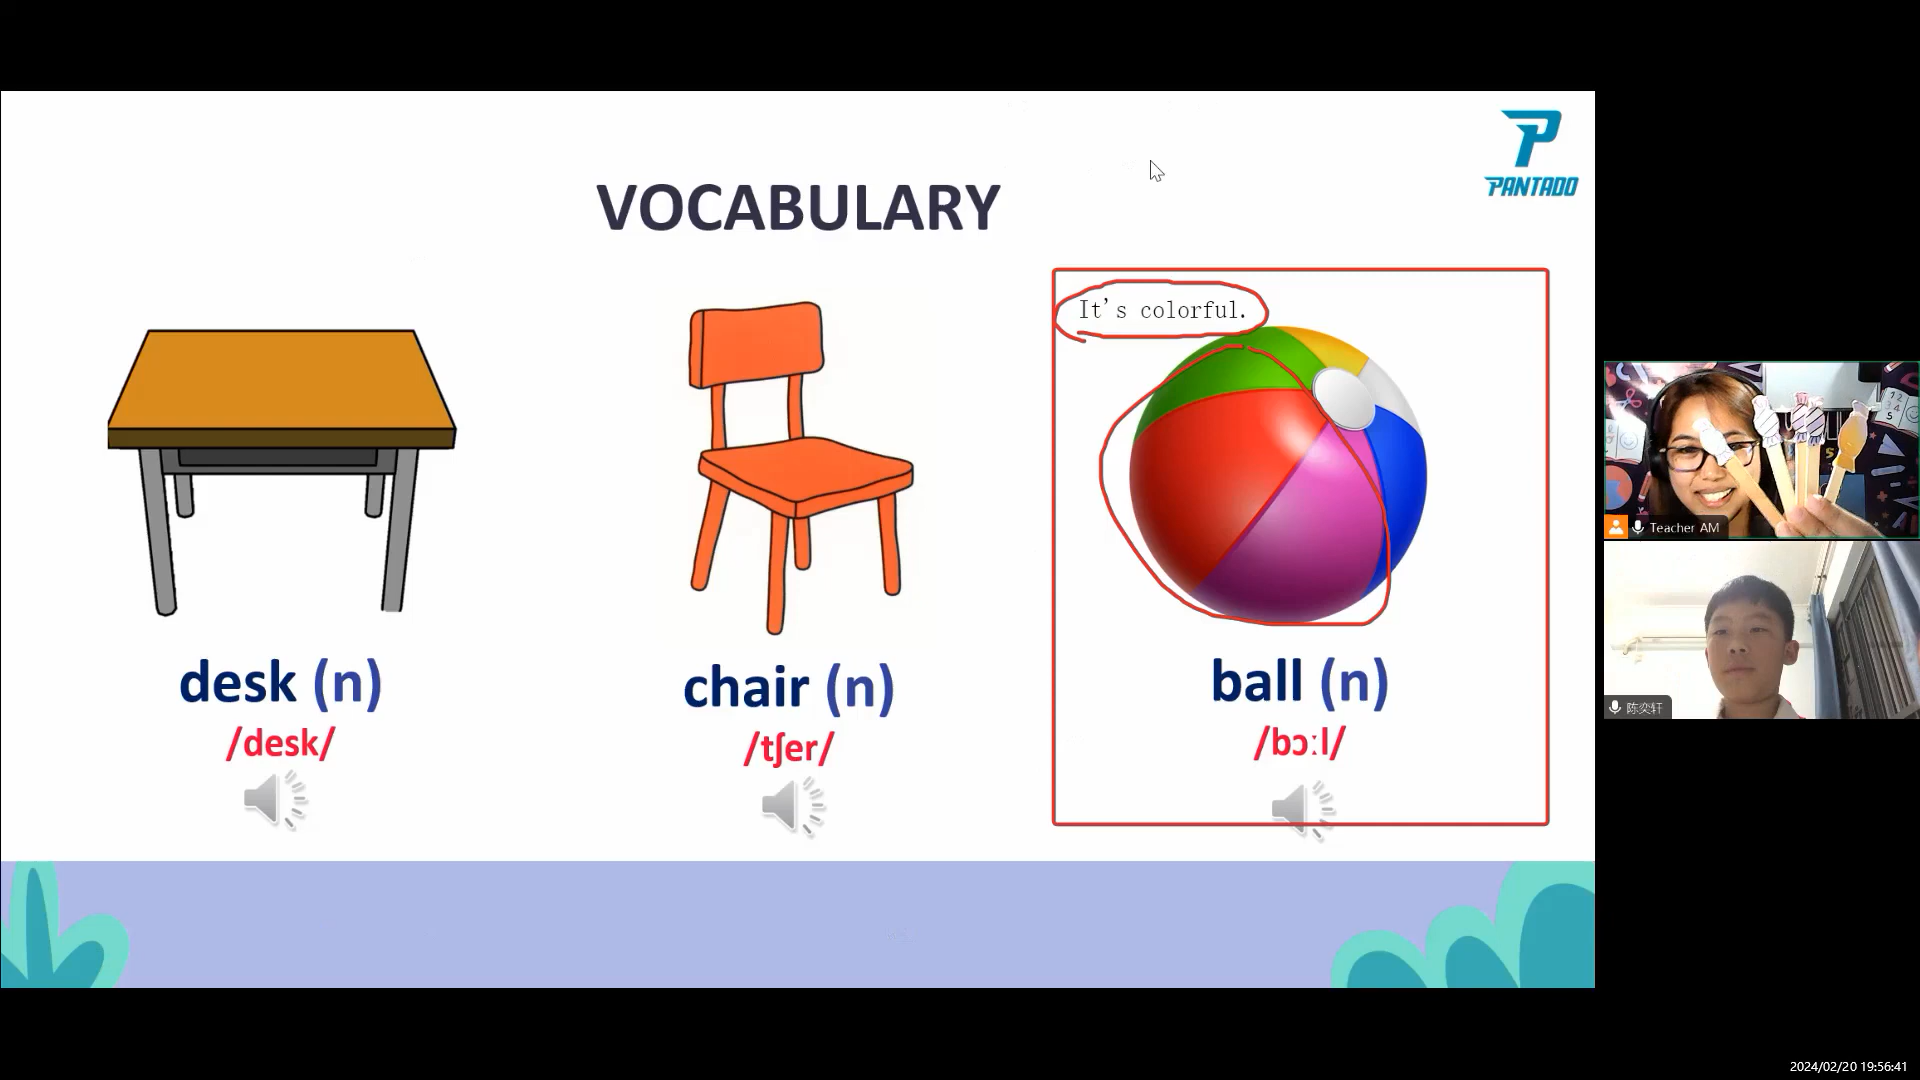 PANTADO
VOCABULARY
It's colorful.
desk (n)
/desk/
chair (n)
/tʃer/
ball (n)
/bɔːl/
Teacher AM
陈奕轩
2024/02/20 19:56:41